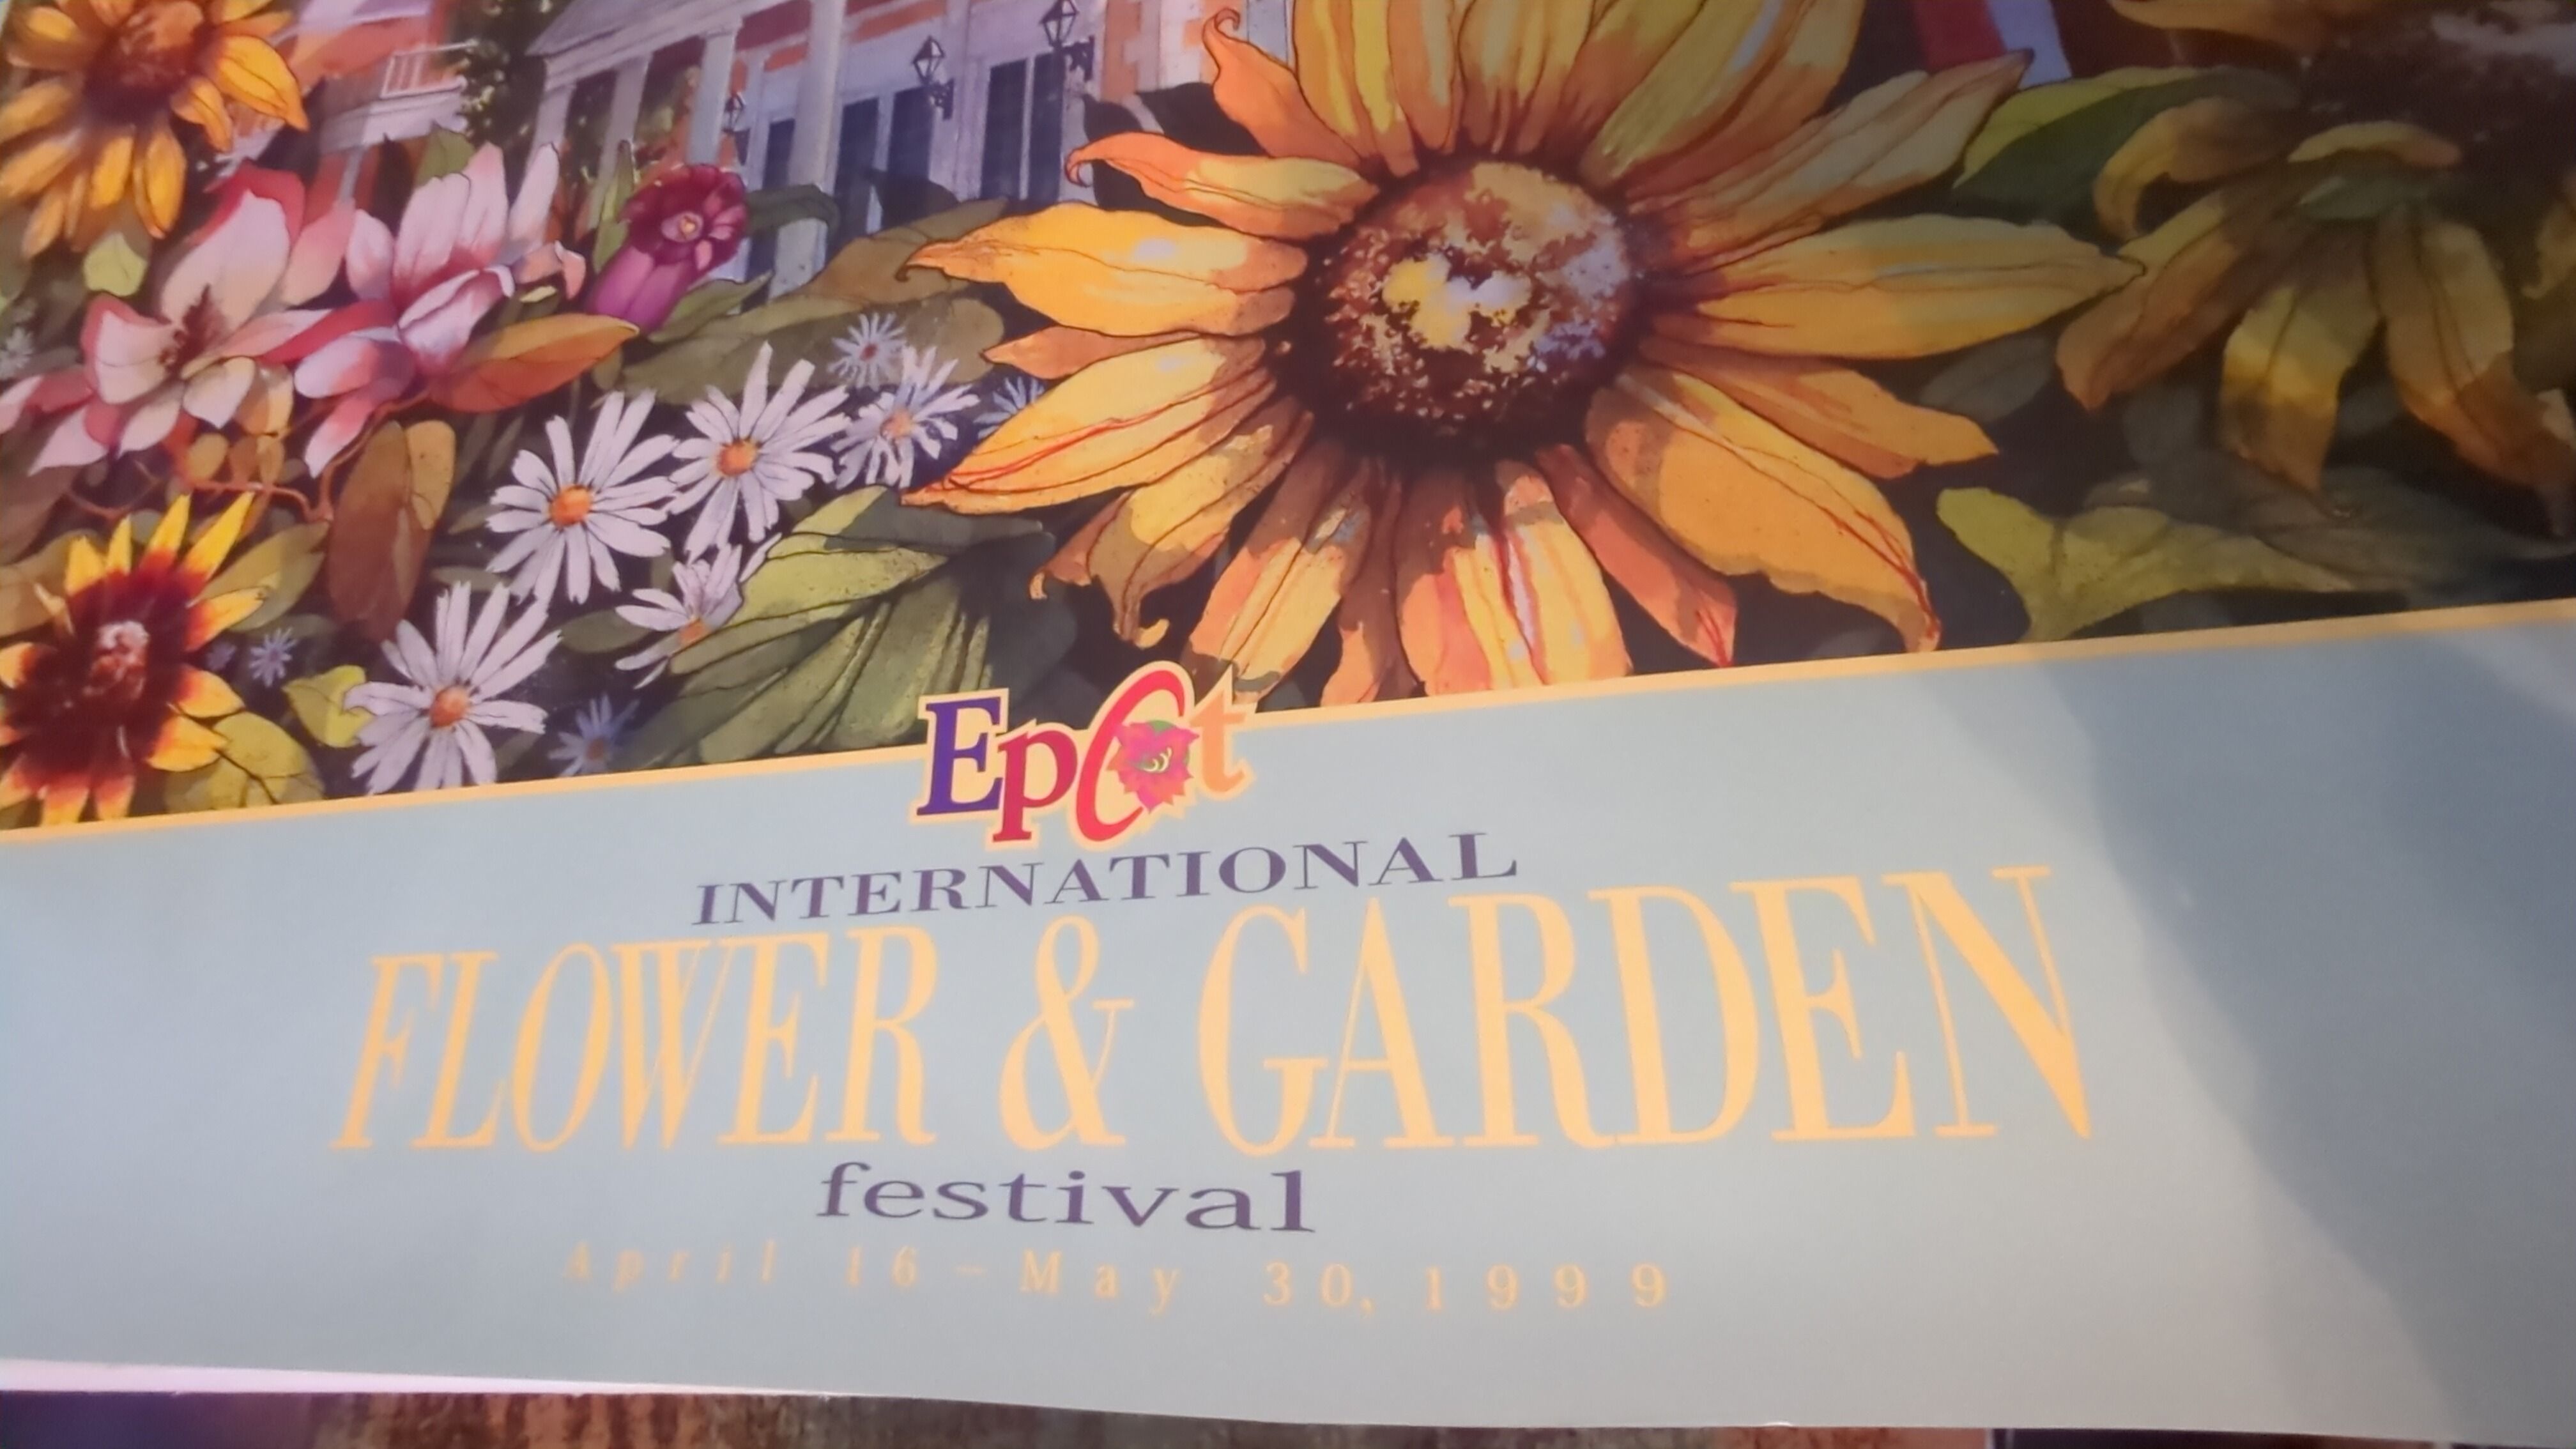 Epcot
INTERNATIONAL
FLOWER & GARDEN
festival
April 16 – May 30, 1999